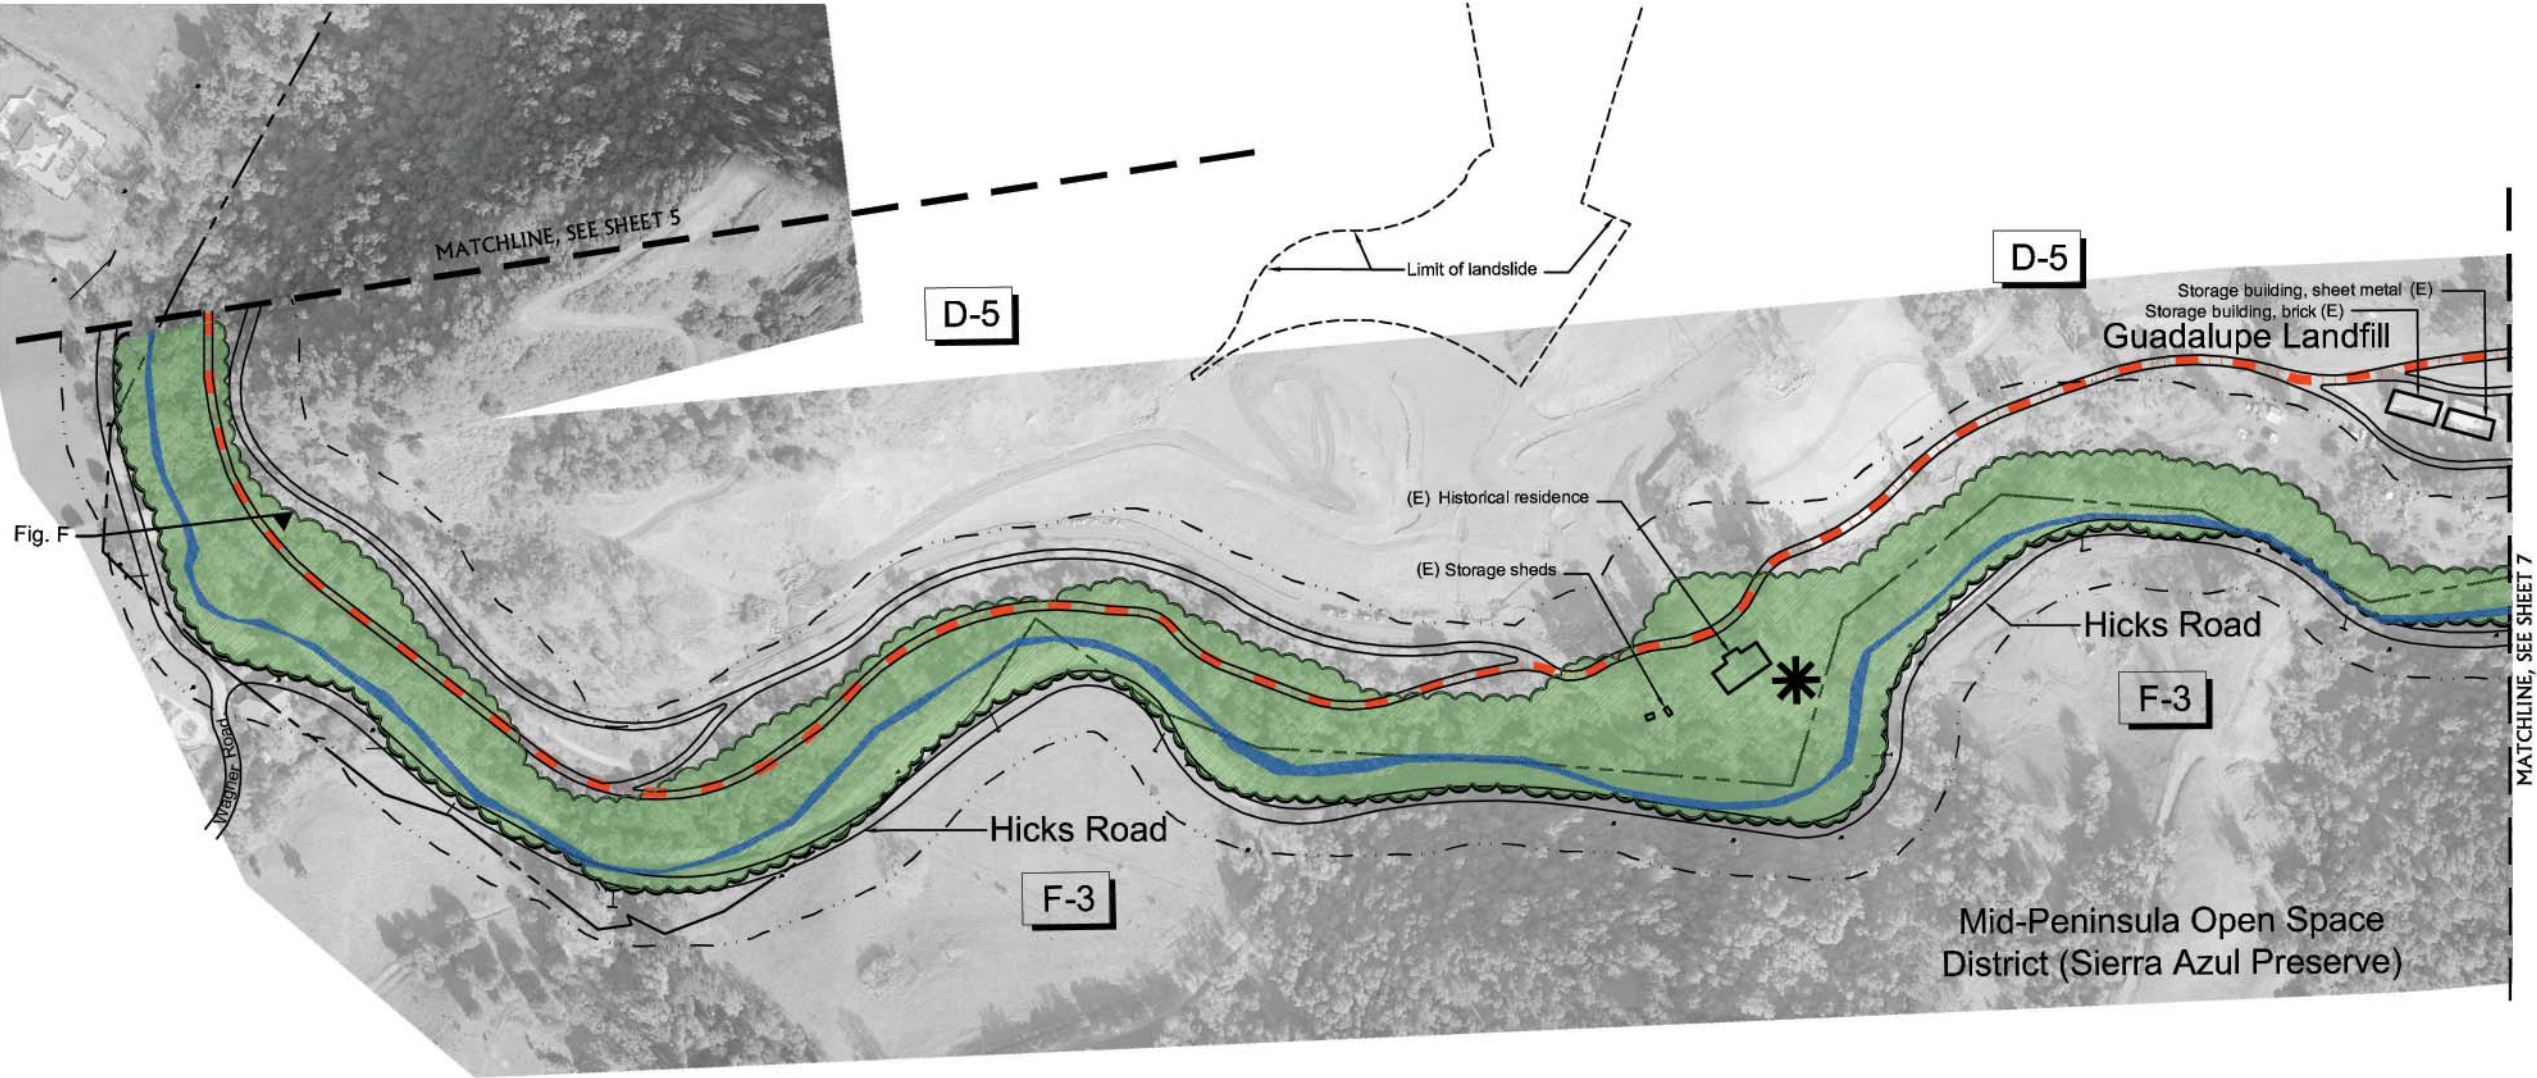 MATCHLINE, SEE SHEET 5
D-5
Limit of landslide
D-5
Storage building, sheet metal (E)
Storage building, brick (E)
Guadalupe Landfill
(E) Historical residence
Fig. F
(E) Storage sheds
Hicks Road
F-3
MATCHLINE, SEE SHEET 7
Wagner Road
Hicks Road
F-3
Mid-Peninsula Open Space
District (Sierra Azul Preserve)